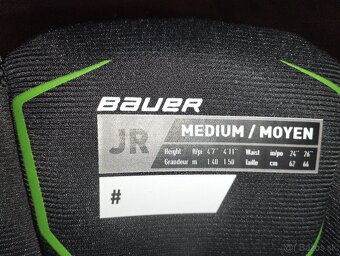 BAUER
JR
MEDIUM / MOYEN
Height ft/pi 4'7" 4'11" Waist in/po 24" 26"
Grandeur m 1.40 1.50 Taille cm 62 66
#